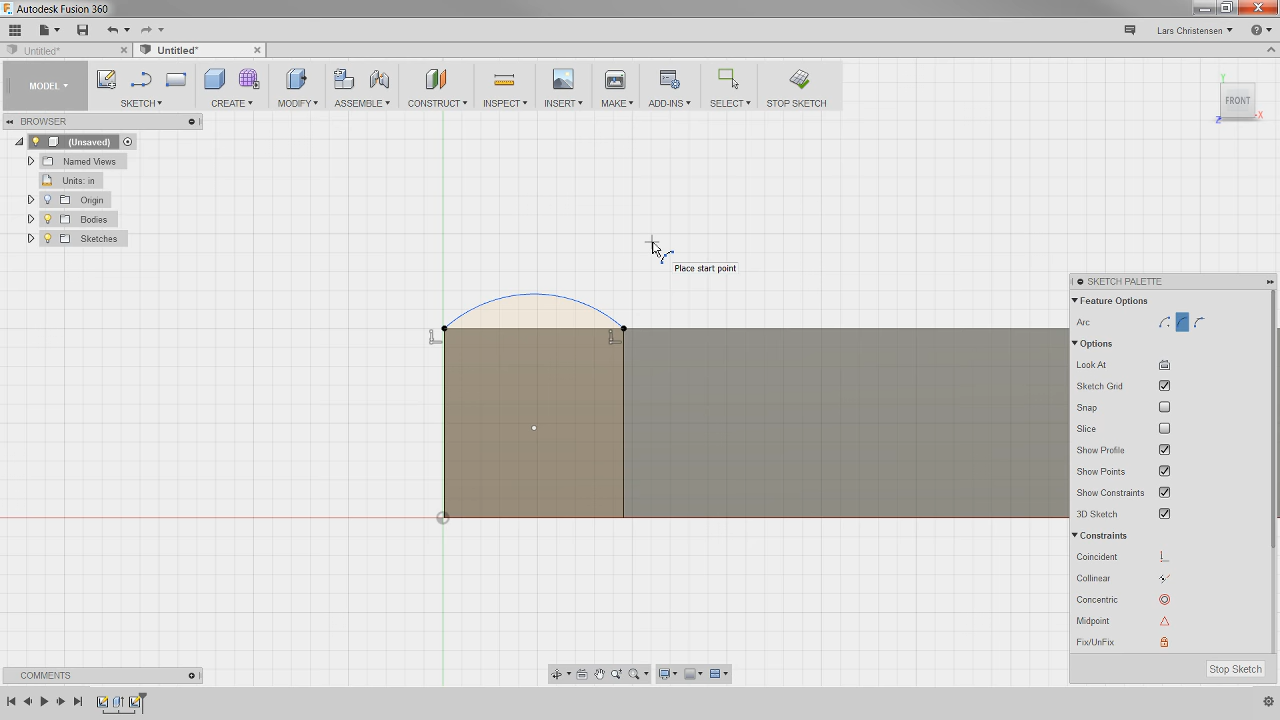 Autodesk Fusion 360
Lars Christensen
Untitled*
Untitled*
MODEL
SKETCH
CREATE
MODIFY
ASSEMBLE
CONSTRUCT
INSPECT
INSERT
MAKE
ADD-INS
SELECT
STOP SKETCH
Y
FRONT
X
Z
BROWSER
(Unsaved)
Named Views
Units: in
Origin
Bodies
Sketches
Place start point
SKETCH PALETTE
Feature Options
Arc
Options
Look At
Sketch Grid
Snap
Slice
Show Profile
Show Points
Show Constraints
3D Sketch
Constraints
Coincident
Collinear
Concentric
Midpoint
Fix/UnFix
Stop Sketch
COMMENTS